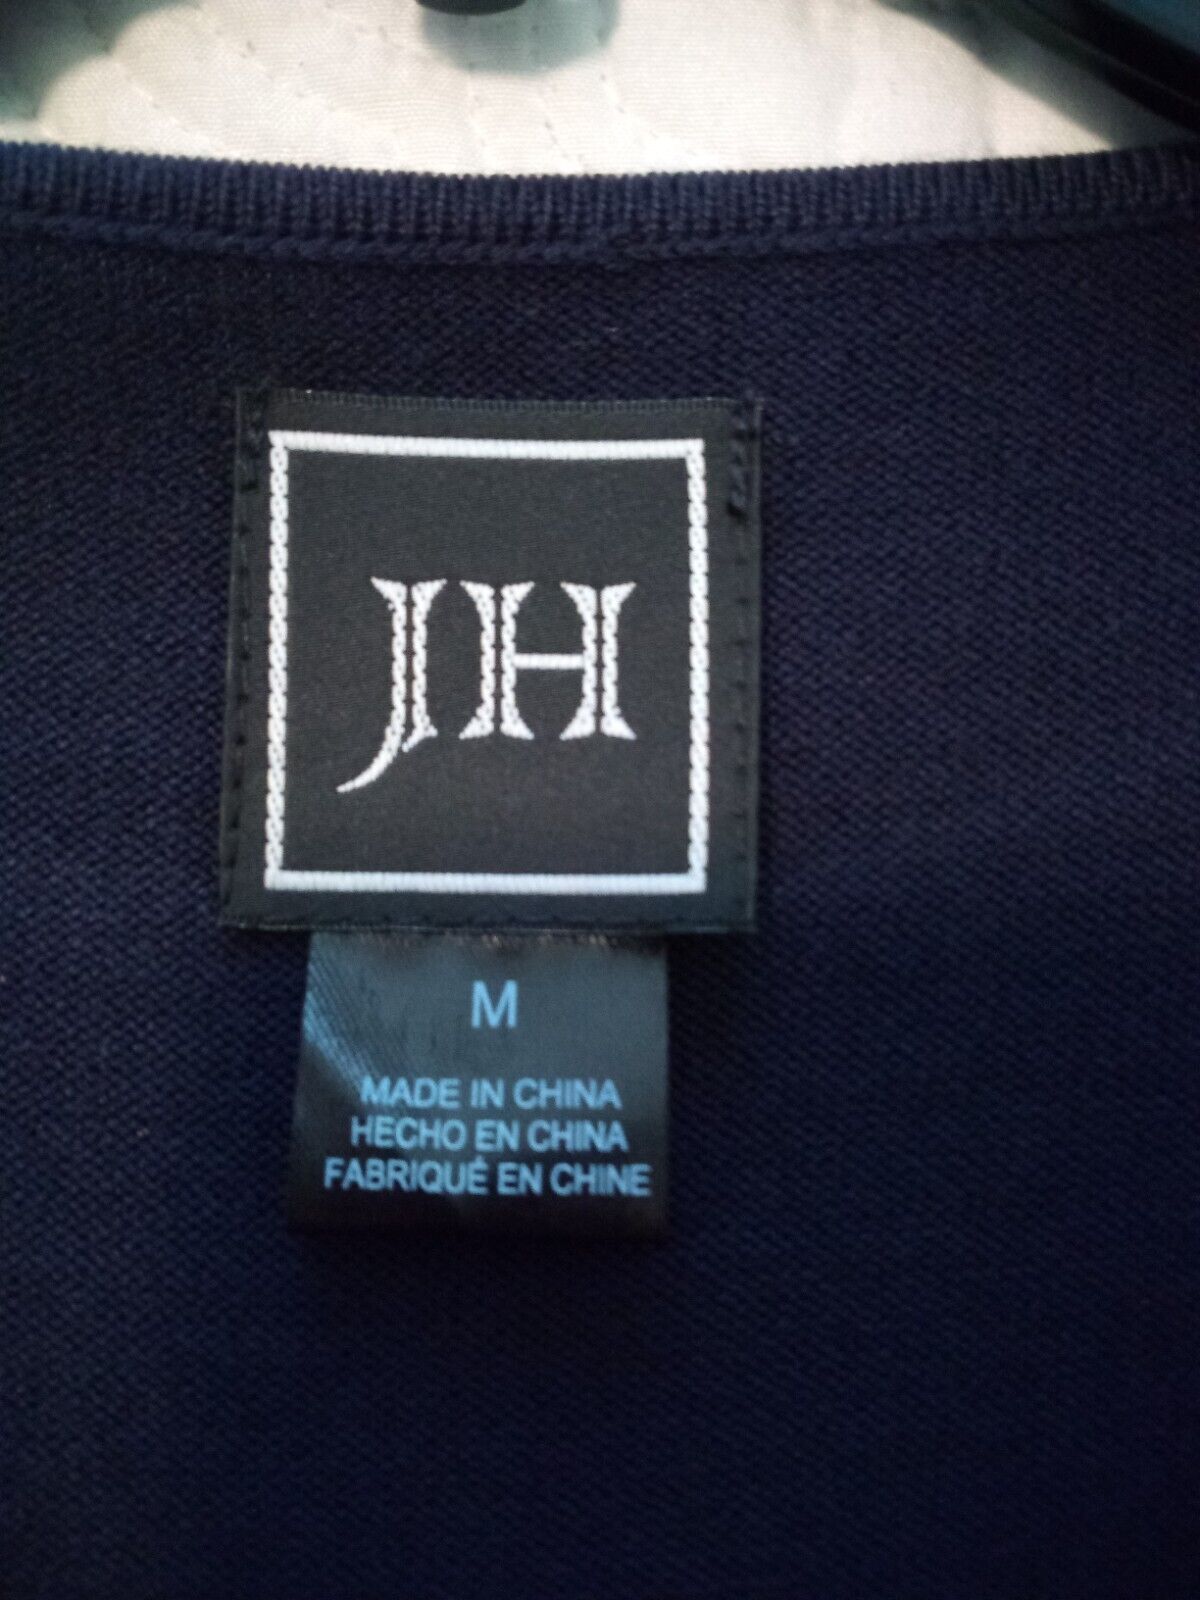 JH
M
MADE IN CHINA
HECHO EN CHINA
FABRIQUÉ EN CHINE